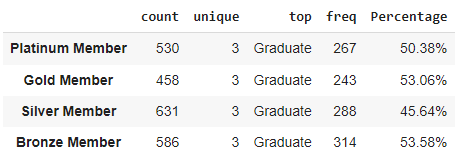 count unique top freq Percentage
Platinum Member 530 3 Graduate 267 50.38%
Gold Member 458 3 Graduate 243 53.06%
Silver Member 631 3 Graduate 288 45.64%
Bronze Member 586 3 Graduate 314 53.58%